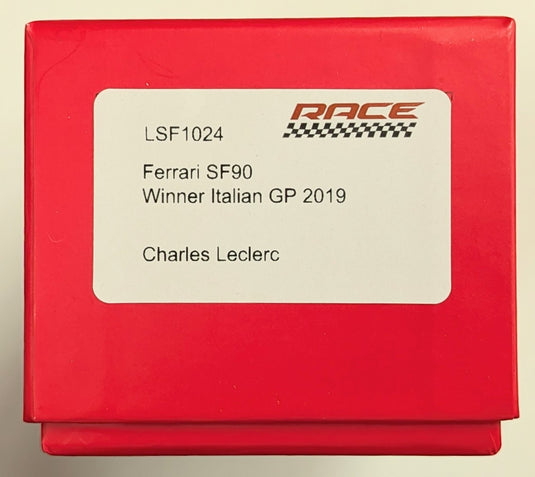 RACE
LSF1024
Ferrari SF90
Winner Italian GP 2019
Charles Leclerc